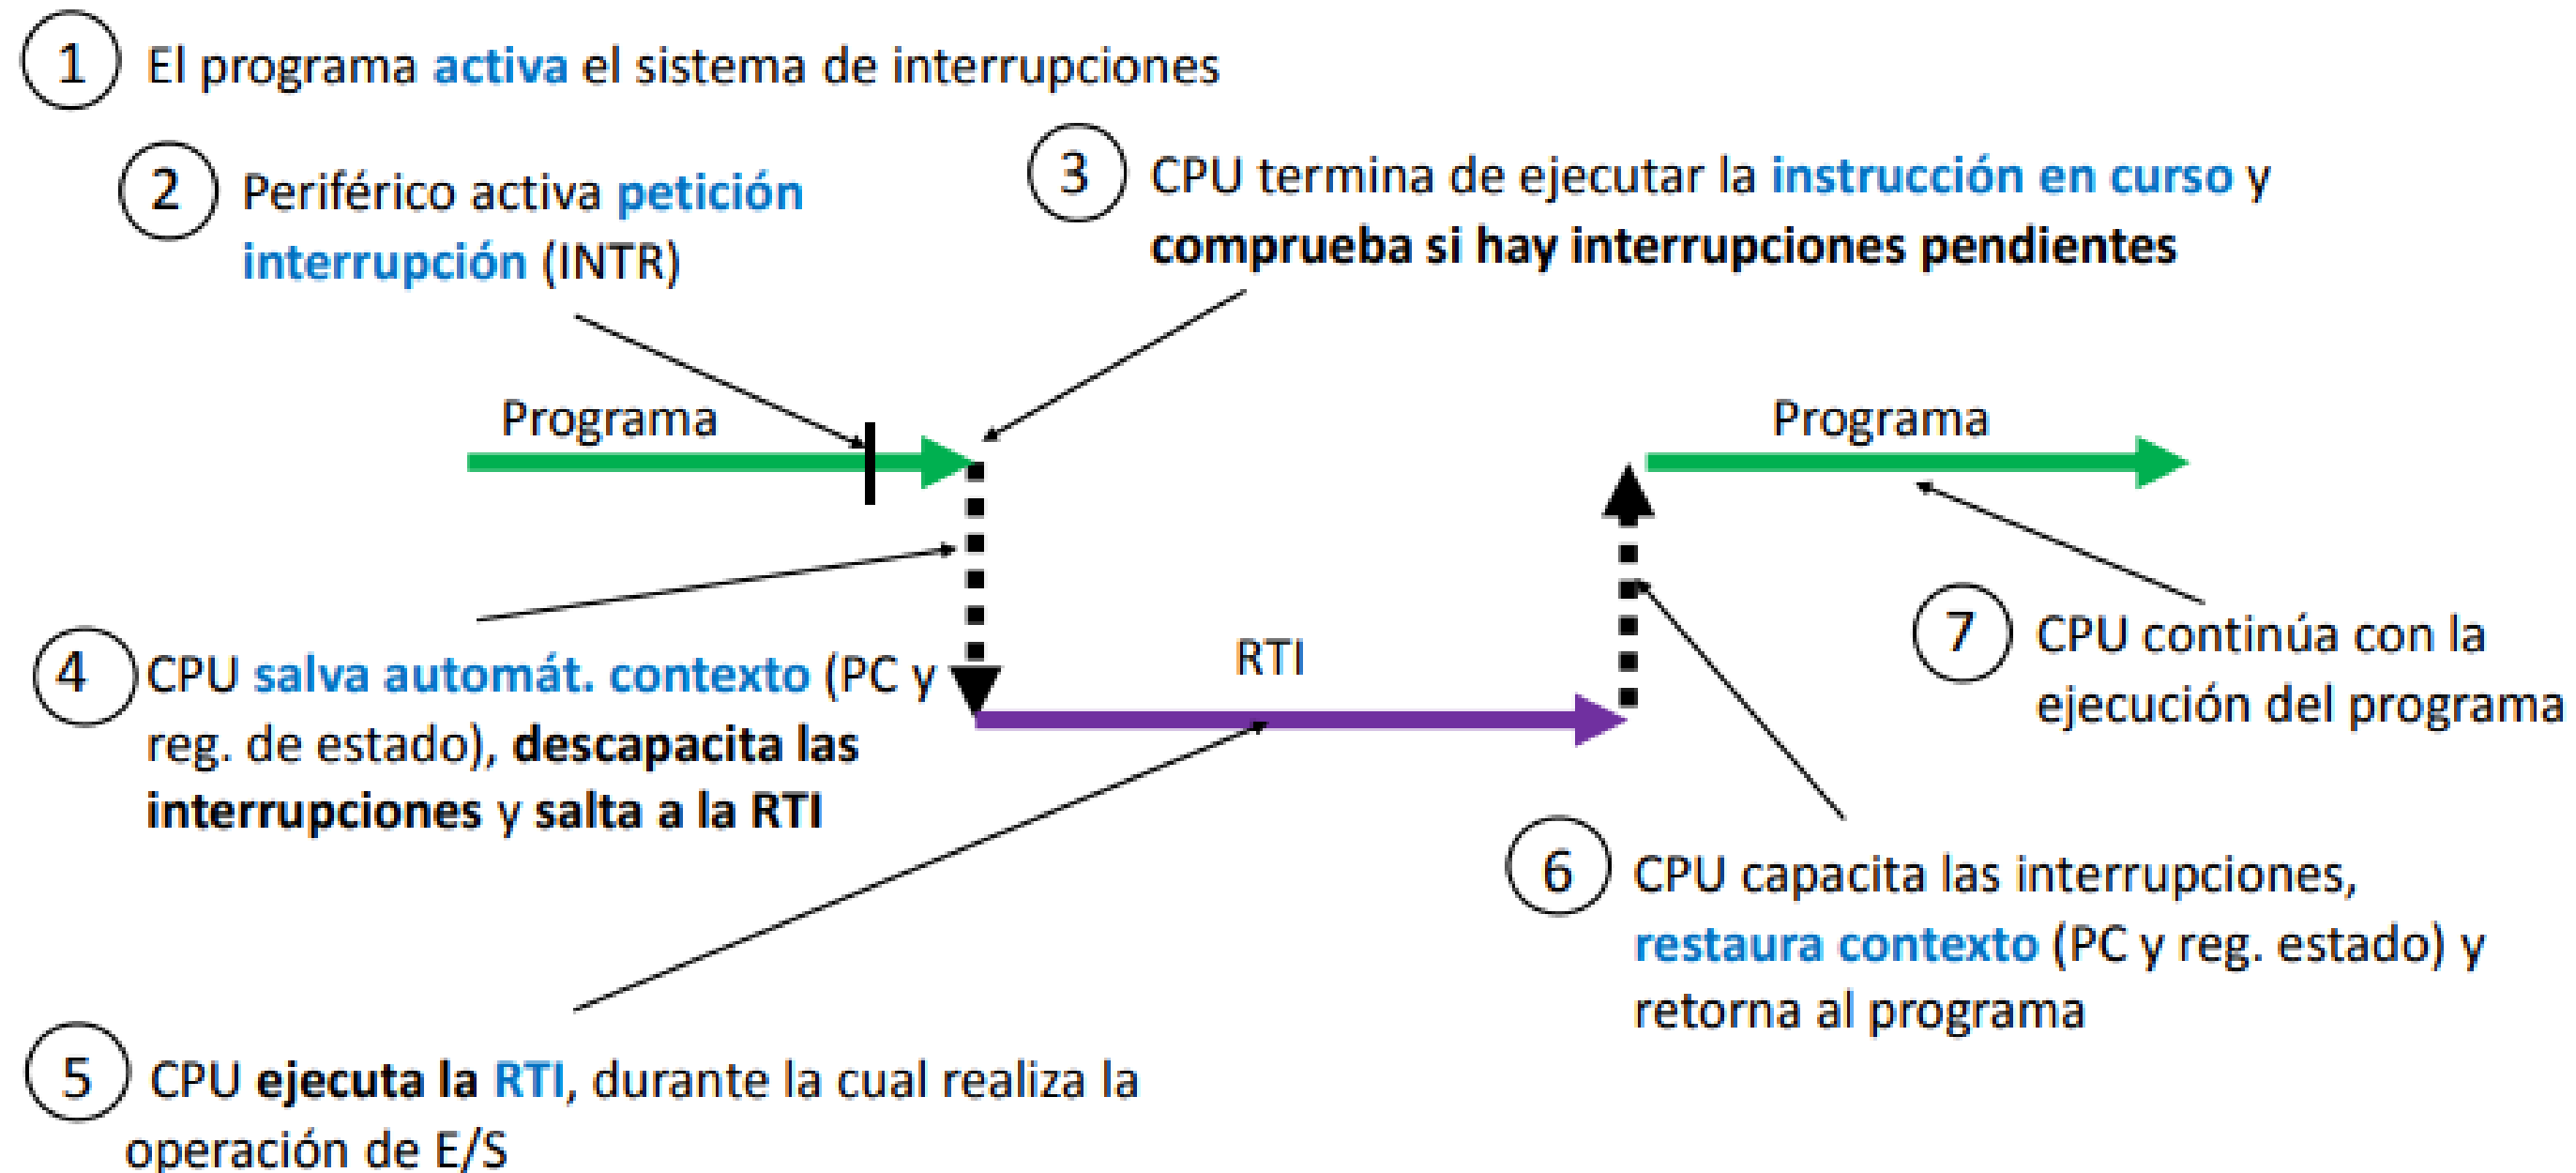 1 El programa activa el sistema de interrupciones
2 Periférico activa petición
interrupción (INTR)
3 CPU termina de ejecutar la instrucción en curso y
comprueba si hay interrupciones pendientes
Programa
Programa
4 CPU salva automát. contexto (PC y
reg. de estado), descapacita las
interrupciones y salta a la RTI
RTI
7 CPU continúa con la
ejecución del programa
6 CPU capacita las interrupciones,
restaura contexto (PC y reg. estado) y
retorna al programa
5 CPU ejecuta la RTI, durante la cual realiza la
operación de E/S